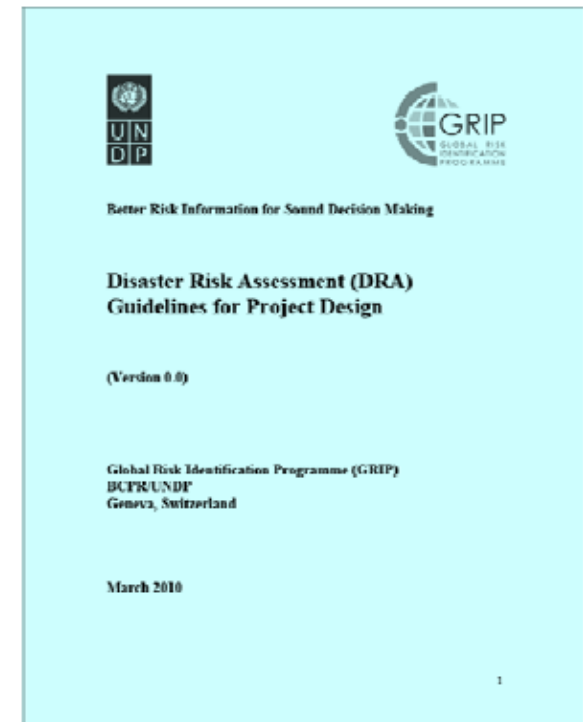 U N
D P
GRIP
GLOBAL RISK
IDENTIFICATION
PROGRAMME
Better Risk Information for Sound Decision Making
Disaster Risk Assessment (DRA)
Guidelines for Project Design
(Version 0.0)
Global Risk Identification Programme (GRIP)
BCPR/UNDP
Geneva, Switzerland
March 2010
1